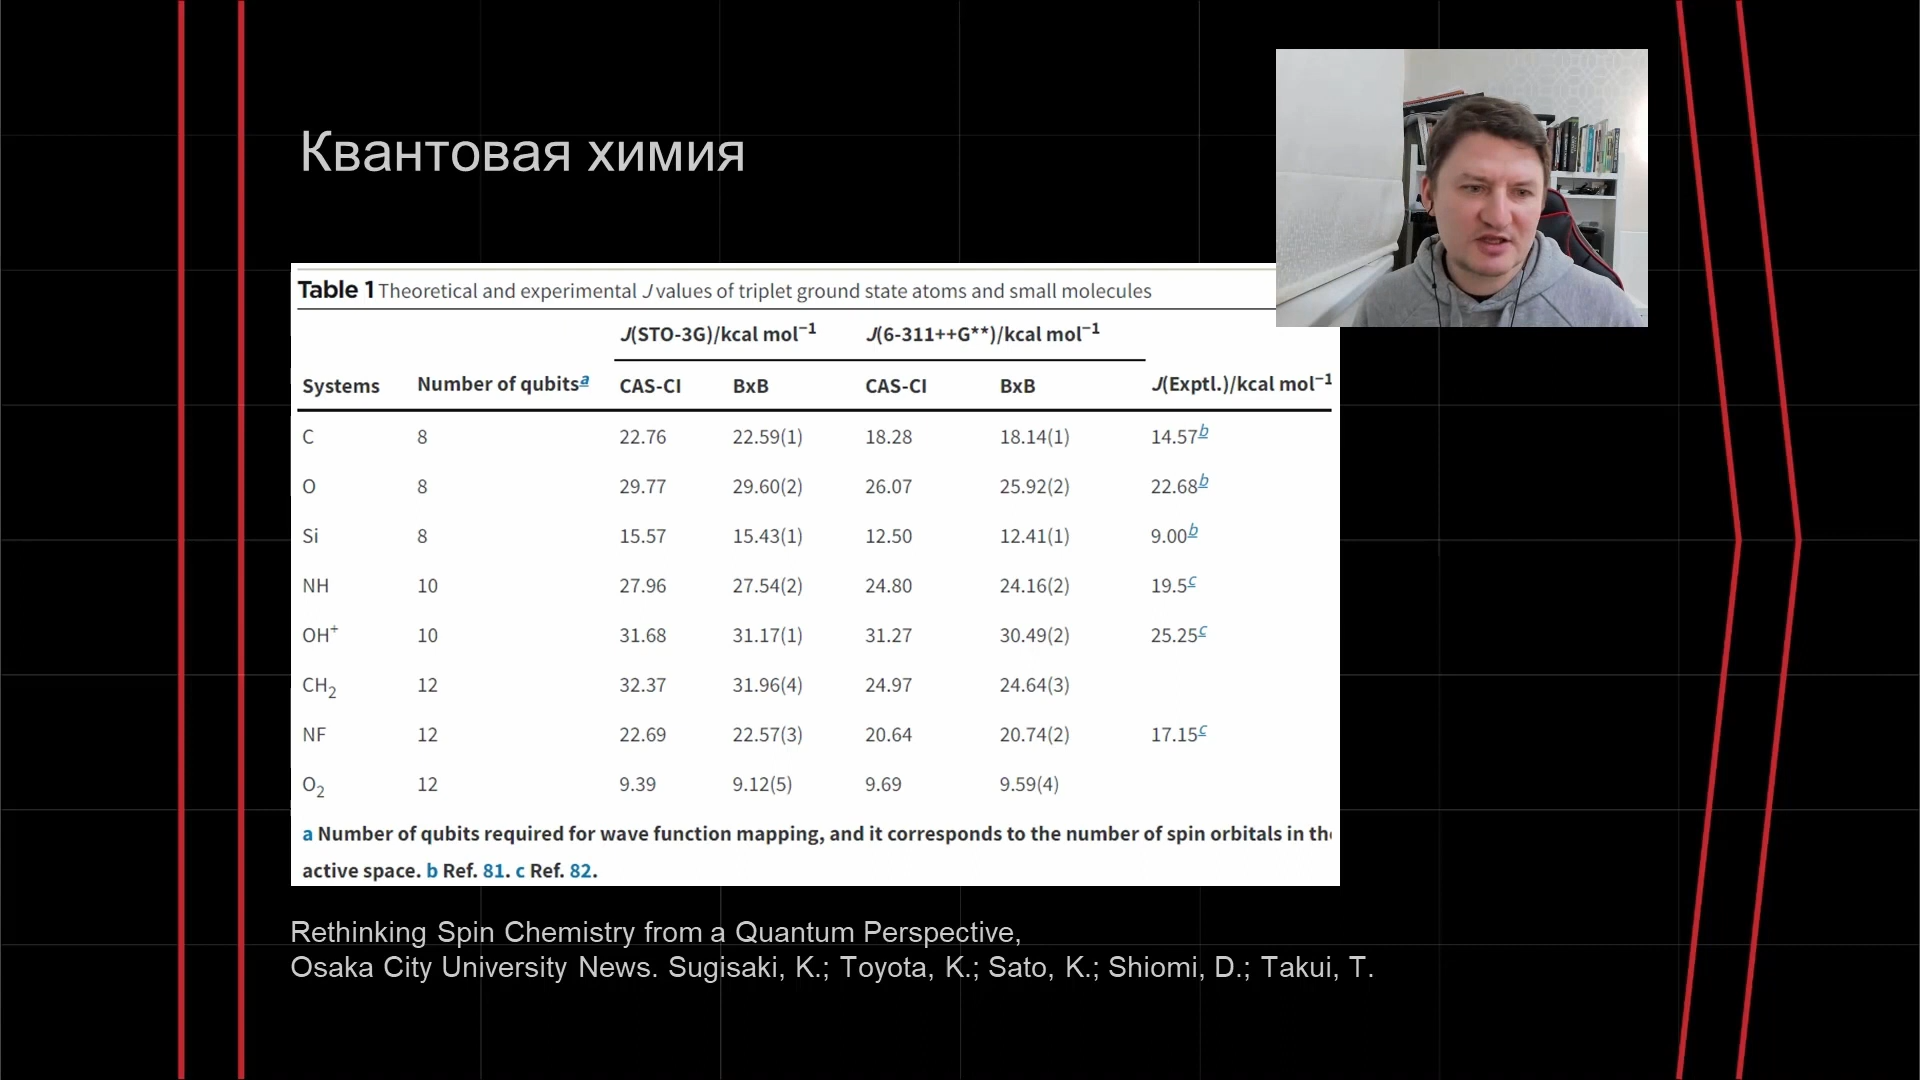 Квантовая химия
Table 1 Theoretical and experimental J values of triplet ground state atoms and small molecules
J(STO-3G)/kcal mol⁻¹ J(6-311++G**)/kcal mol⁻¹
Systems Number of qubitsᵃ CAS-CI BxB CAS-CI BxB J(Exptl.)/kcal mol⁻¹
C 8 22.76 22.59(1) 18.28 18.14(1) 14.57ᵇ
O 8 29.77 29.60(2) 26.07 25.92(2) 22.68ᵇ
Si 8 15.57 15.43(1) 12.50 12.41(1) 9.00ᵇ
NH 10 27.96 27.54(2) 24.80 24.16(2) 19.5ᶜ
OH⁺ 10 31.68 31.17(1) 31.27 30.49(2) 25.25ᶜ
CH₂ 12 32.37 31.96(4) 24.97 24.64(3)
NF 12 22.69 22.57(3) 20.64 20.74(2) 17.15ᶜ
O₂ 12 9.39 9.12(5) 9.69 9.59(4)
a Number of qubits required for wave function mapping, and it corresponds to the number of spin orbitals in the
active space. b Ref. 81. c Ref. 82.
Rethinking Spin Chemistry from a Quantum Perspective,
Osaka City University News. Sugisaki, K.; Toyota, K.; Sato, K.; Shiomi, D.; Takui, T.